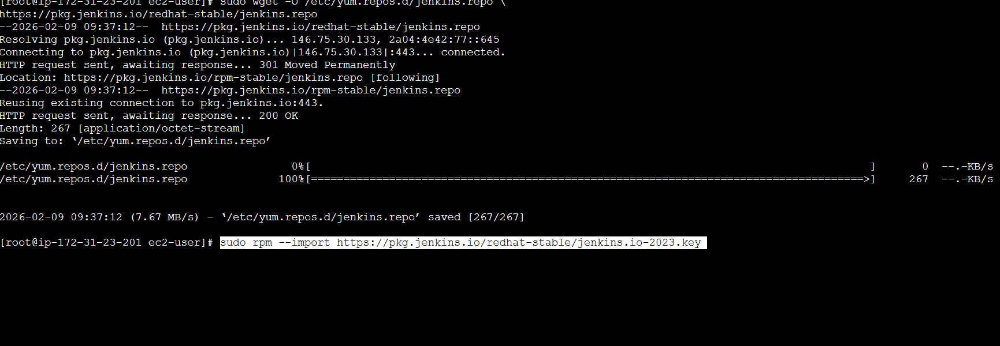 [root@ip-172-31-23-201 ec2-user]# sudo wget -O /etc/yum.repos.d/jenkins.repo \
https://pkg.jenkins.io/redhat-stable/jenkins.repo
--2026-02-09 09:37:12--  https://pkg.jenkins.io/redhat-stable/jenkins.repo
Resolving pkg.jenkins.io (pkg.jenkins.io)... 146.75.30.133, 2a04:4e42:77::645
Connecting to pkg.jenkins.io (pkg.jenkins.io)|146.75.30.133|:443... connected.
HTTP request sent, awaiting response... 301 Moved Permanently
Location: https://pkg.jenkins.io/rpm-stable/jenkins.repo [following]
--2026-02-09 09:37:12--  https://pkg.jenkins.io/rpm-stable/jenkins.repo
Reusing existing connection to pkg.jenkins.io:443.
HTTP request sent, awaiting response... 200 OK
Length: 267 [application/octet-stream]
Saving to: ‘/etc/yum.repos.d/jenkins.repo’
/etc/yum.repos.d/jenkins.repo                0%[                                                                                      ]       0  --.-KB/s
/etc/yum.repos.d/jenkins.repo              100%[=====================================================================================>]     267  --.-KB/s
2026-02-09 09:37:12 (7.67 MB/s) - ‘/etc/yum.repos.d/jenkins.repo’ saved [267/267]
[root@ip-172-31-23-201 ec2-user]# sudo rpm --import https://pkg.jenkins.io/redhat-stable/jenkins.io-2023.key